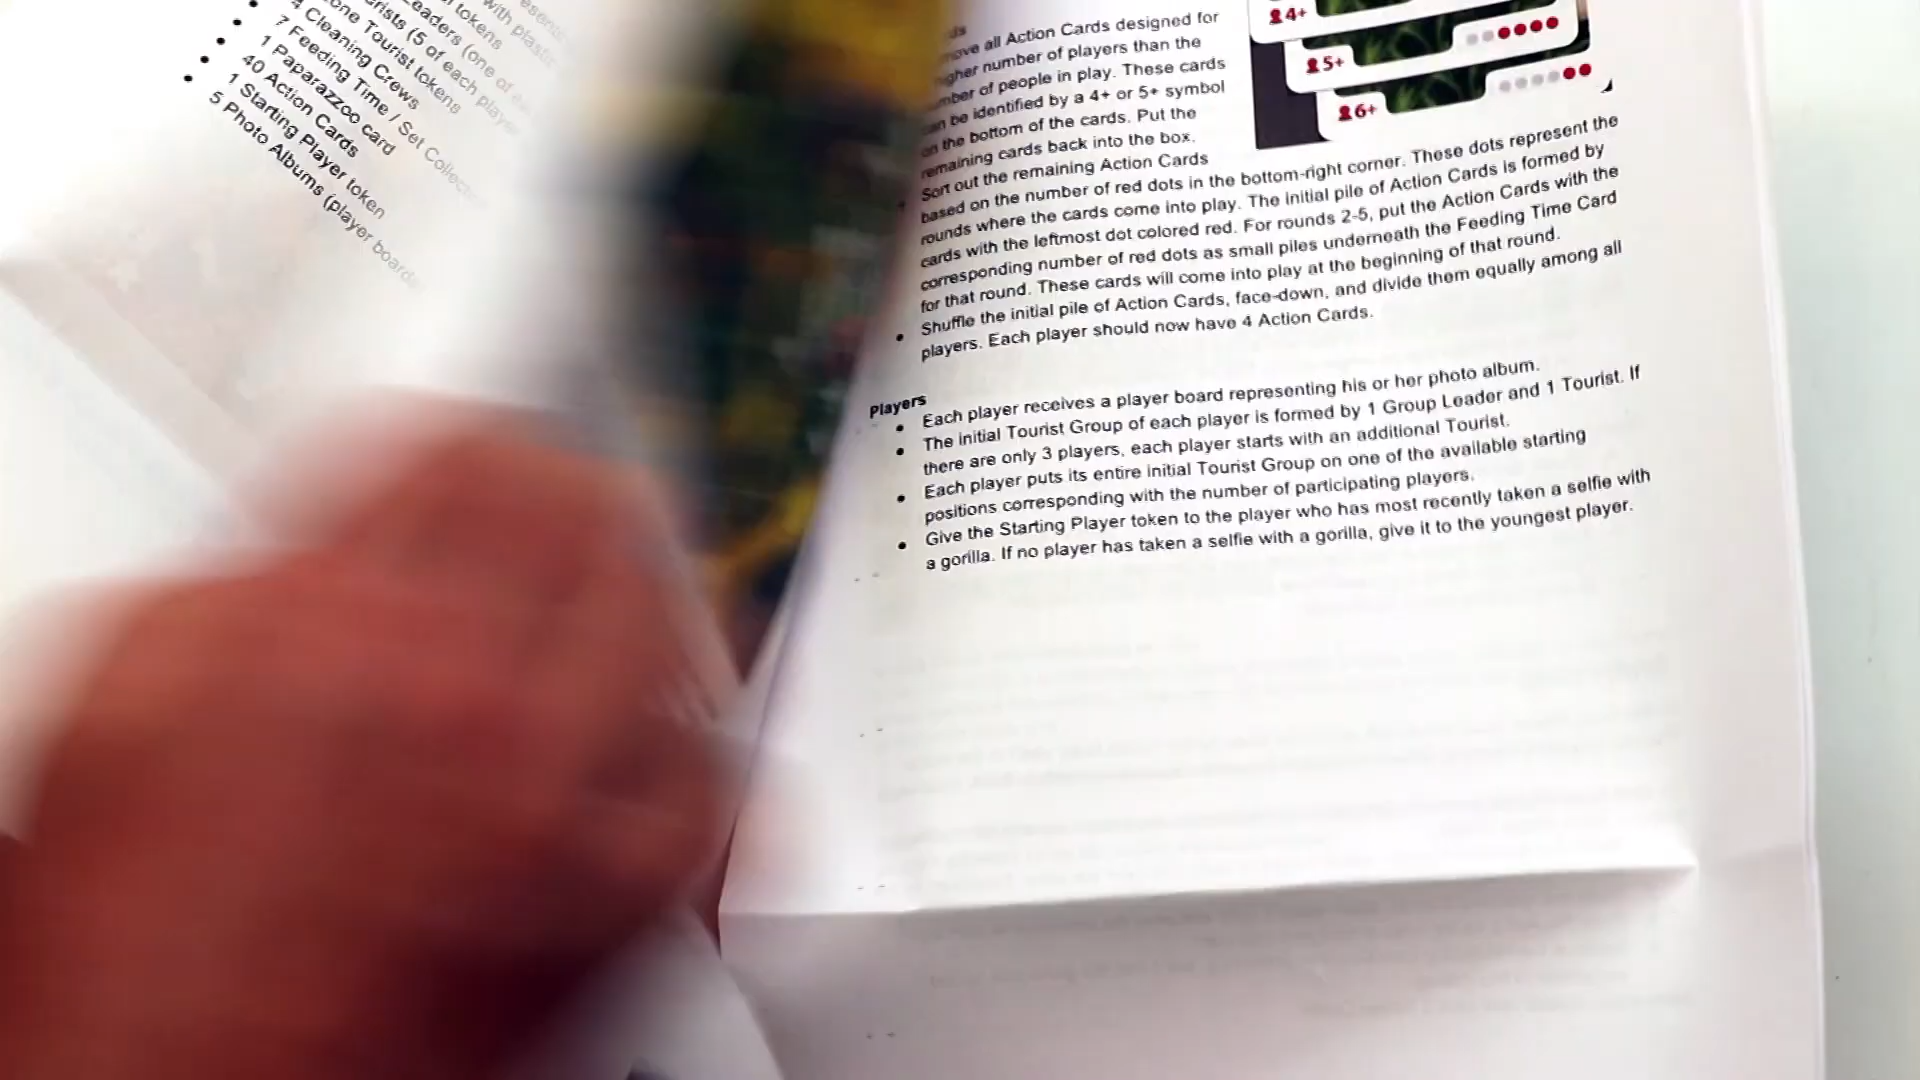 with plastic
tokens
Leaders (one of
(5 of each player
Tourist tokens
4 Cleaning Crews
7 Feeding Time / Set Collec
1 Paparazzo card
40 Action Cards
1 Starting Player token
5 Photo Albums (player board
all Action Cards designed for
number of players than the
of people in play. These cards
be identified by a 4+ or 5+ symbol
the bottom of the cards. Put the
remaining cards back into the box.
Sort out the remaining Action Cards
based on the number of red dots in the bottom-right corner. These dots represent the
rounds where the cards come into play. The initial pile of Action Cards is formed by
cards with the leftmost dot colored red. For rounds 2-5, put the Action Cards with the
corresponding number of red dots as small piles underneath the Feeding Time Card
for that round. These cards will come into play at the beginning of that round.
Shuffle the initial pile of Action Cards, face-down, and divide them equally among all
players. Each player should now have 4 Action Cards.
4+
5+
6+
Players
Each player receives a player board representing his or her photo album.
The initial Tourist Group of each player is formed by 1 Group Leader and 1 Tourist. If
there are only 3 players, each player starts with an additional Tourist.
Each player puts its entire initial Tourist Group on one of the available starting
positions corresponding with the number of participating players.
Give the Starting Player token to the player who has most recently taken a selfie with
a gorilla. If no player has taken a selfie with a gorilla, give it to the youngest player.